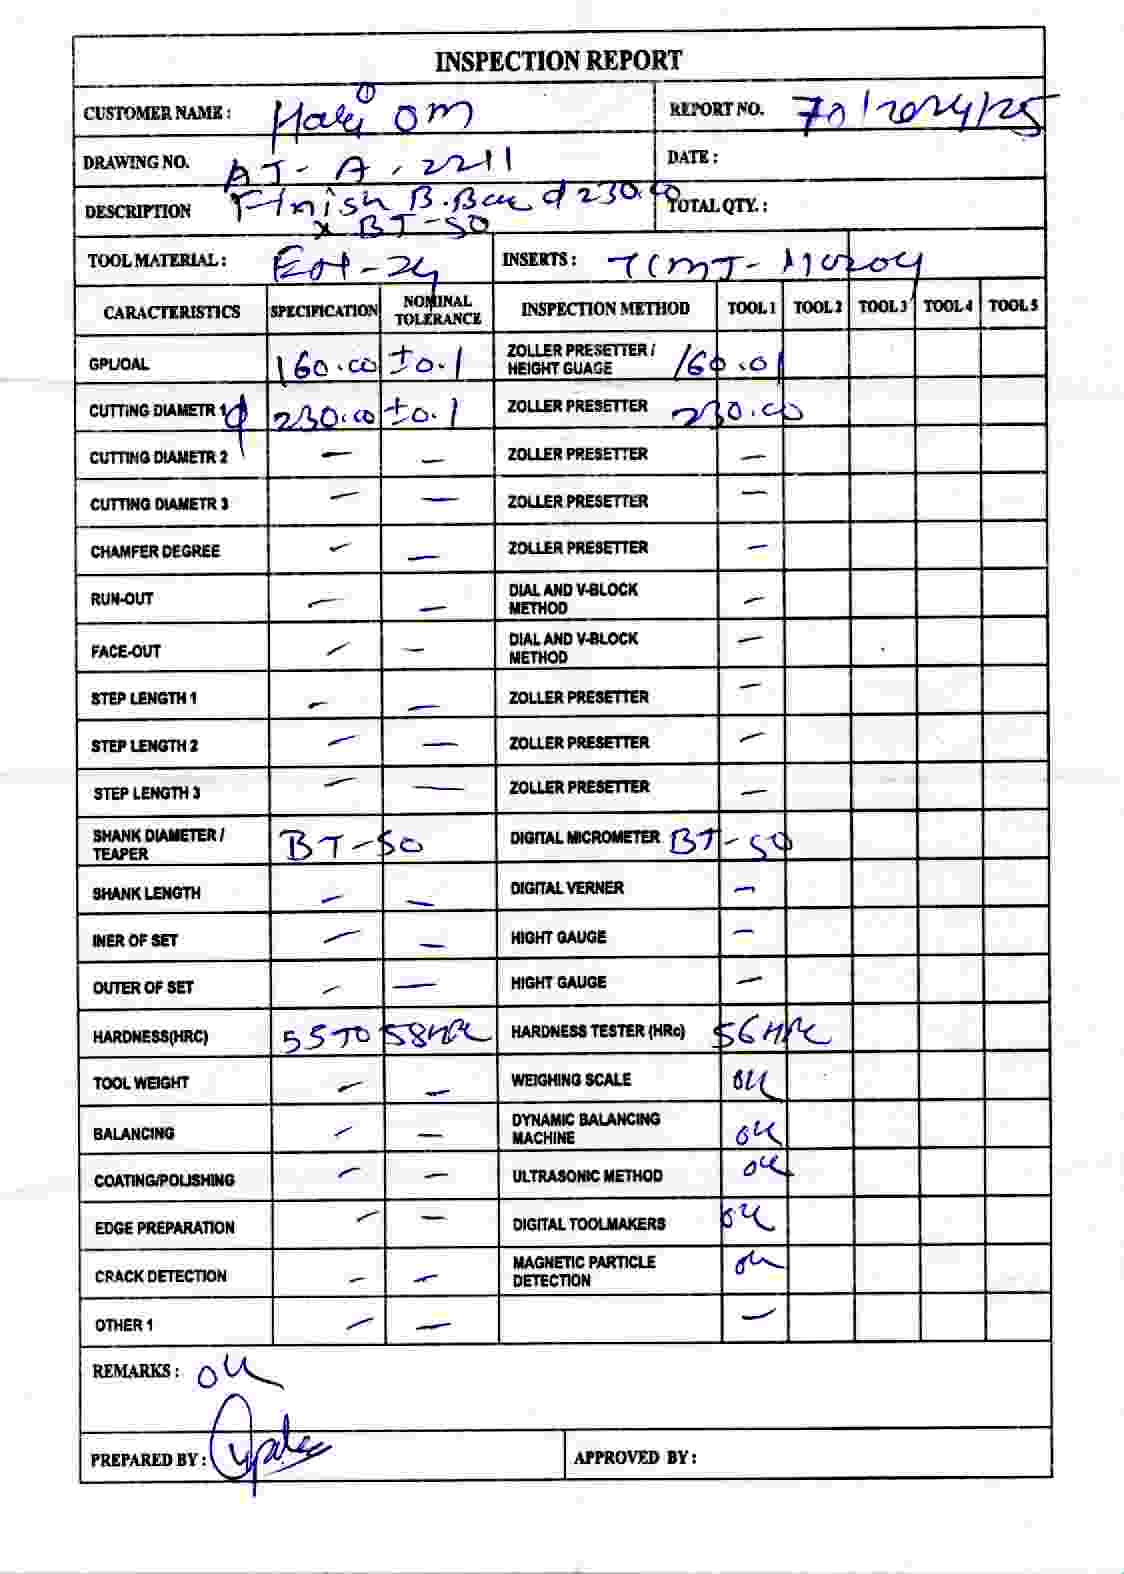 INSPECTION REPORT
CUSTOMER NAME : OM
REPORT NO. 70/2024/25
DRAWING NO. AJ-A-2211
DATE :
DESCRIPTION Finish B.Bar ϕ 230.00
x BT-50
TOTAL QTY. :
TOOL MATERIAL :
INSERTS : TCMT-110204
CARACTERISTICS SPECIFICATION NOMINAL TOLERANCE INSPECTION METHOD TOOL 1 TOOL 2 TOOL 3 TOOL 4 TOOL 5
GPL/OAL 160.00 ±0.1 ZOLLER PRESETTER / HEIGHT GUAGE 160.01
CUTTING DIAMETR 1 ϕ 230.00 ±0.1 ZOLLER PRESETTER 230.00
CUTTING DIAMETR 2 — — ZOLLER PRESETTER —
CUTTING DIAMETR 3 — — ZOLLER PRESETTER —
CHAMFER DEGREE — — ZOLLER PRESETTER —
RUN-OUT — — DIAL AND V-BLOCK METHOD —
FACE-OUT — — DIAL AND V-BLOCK METHOD —
STEP LENGTH 1 — — ZOLLER PRESETTER —
STEP LENGTH 2 — — ZOLLER PRESETTER —
STEP LENGTH 3 — — ZOLLER PRESETTER —
SHANK DIAMETER / TEAPER BT-50 DIGITAL MICROMETER BT-50
SHANK LENGTH — — DIGITAL VERNER —
INER OF SET — — HIGHT GAUGE —
OUTER OF SET — — HIGHT GAUGE —
HARDNESS(HRC) 55 TO 58HRC HARDNESS TESTER (HRc) 56HRC
TOOL WEIGHT — — WEIGHING SCALE OK
BALANCING — — DYNAMIC BALANCING MACHINE OK
COATING/POLISHING — — ULTRASONIC METHOD OK
EDGE PREPARATION — — DIGITAL TOOLMAKERS OK
CRACK DETECTION — — MAGNETIC PARTICLE DETECTION OK
OTHER 1 — — —
REMARKS : OK
PREPARED BY :
APPROVED BY :